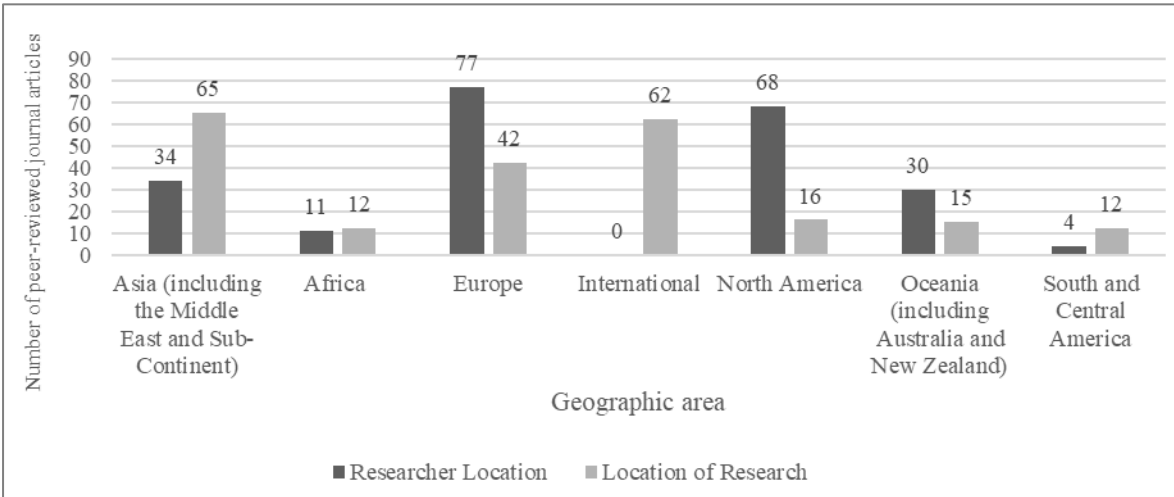 Number of peer-reviewed journal articles
90
80
70
60
50
40
30
20
10
0
34
65
11
12
77
42
0
62
68
16
30
15
4
12
Asia (including
the Middle
East and Sub-
Continent)
Africa
Europe
International
North America
Oceania
(including
Australia and
New Zealand)
South and
Central
America
Geographic area
Researcher Location
Location of Research